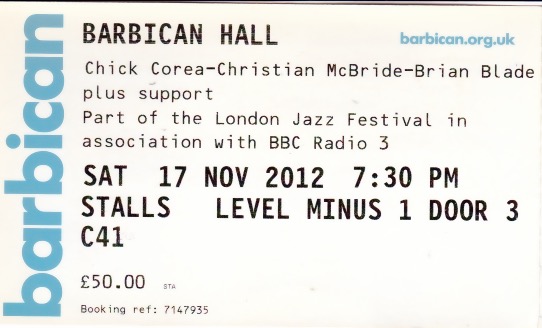 barbican
BARBICAN HALL barbican.org.uk
Chick Corea-Christian McBride-Brian Blade
plus support
Part of the London Jazz Festival in
association with BBC Radio 3
SAT 17 NOV 2012 7:30 PM
STALLS LEVEL MINUS 1 DOOR 3
C41
£50.00 STA
Booking ref: 7147935